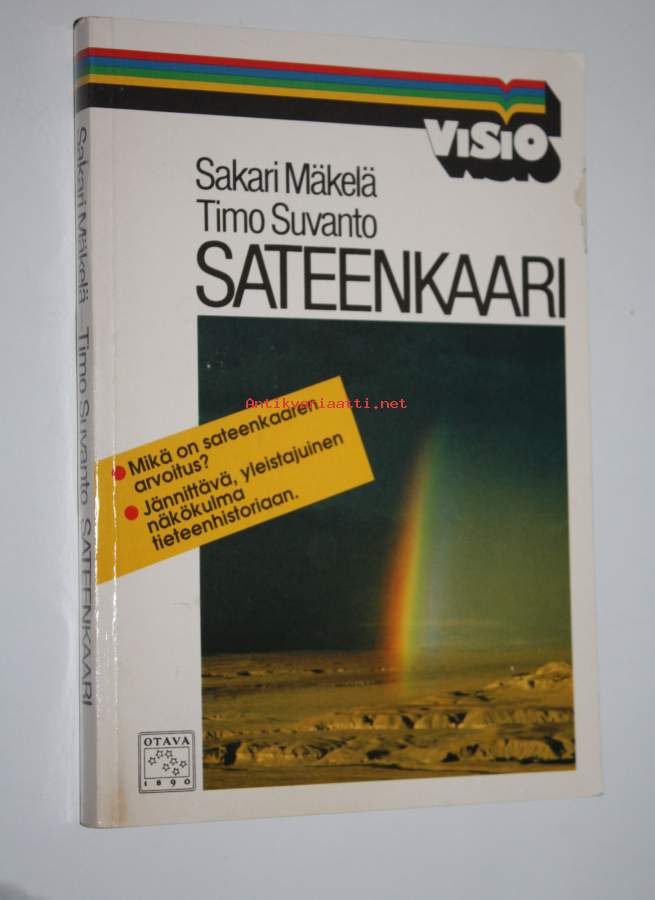 VISIO
Sakari Mäkelä
Timo Suvanto
SATEENKAARI
Antikvariaatti.net
Mikä on sateenkaaren
arvoitus?
Jännittävä, yleistajuinen
näkökulma
tieteenhistoriaan.
OTAVA
1890
Sakari Mäkelä Timo Suvanto SATEENKAARI